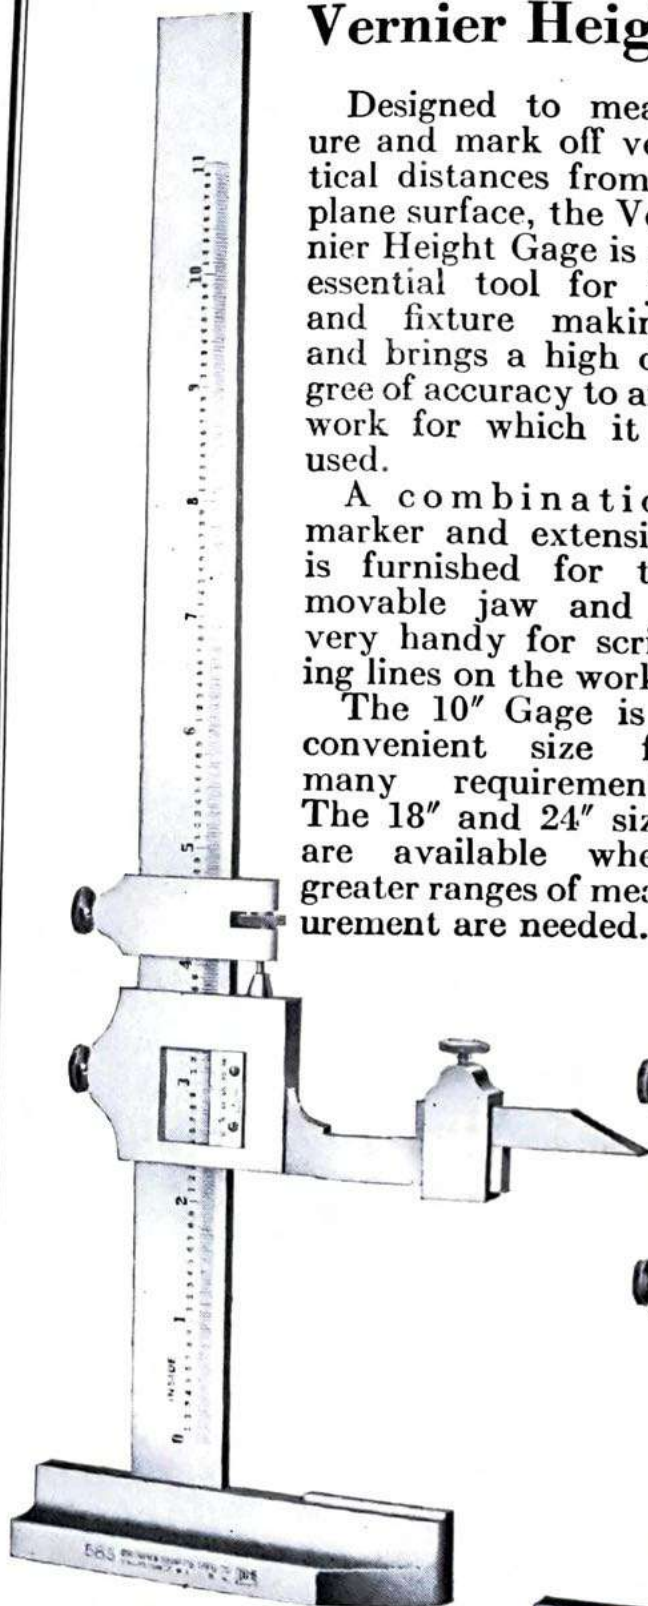 Vernier Heig
Designed to mea
ure and mark off ve
tical distances from
plane surface, the Ve
nier Height Gage is
essential tool for
and fixture makin
and brings a high d
gree of accuracy to a
work for which it
used.
A combinatio
marker and extensi
is furnished for t
movable jaw and
very handy for scri
ing lines on the work
The 10″ Gage is
convenient size f
many requiremen
The 18″ and 24″ siz
are available whe
greater ranges of mea
urement are needed.
11
10
9
8
7
6
5
4
3
2
1
INSIDE
0
585